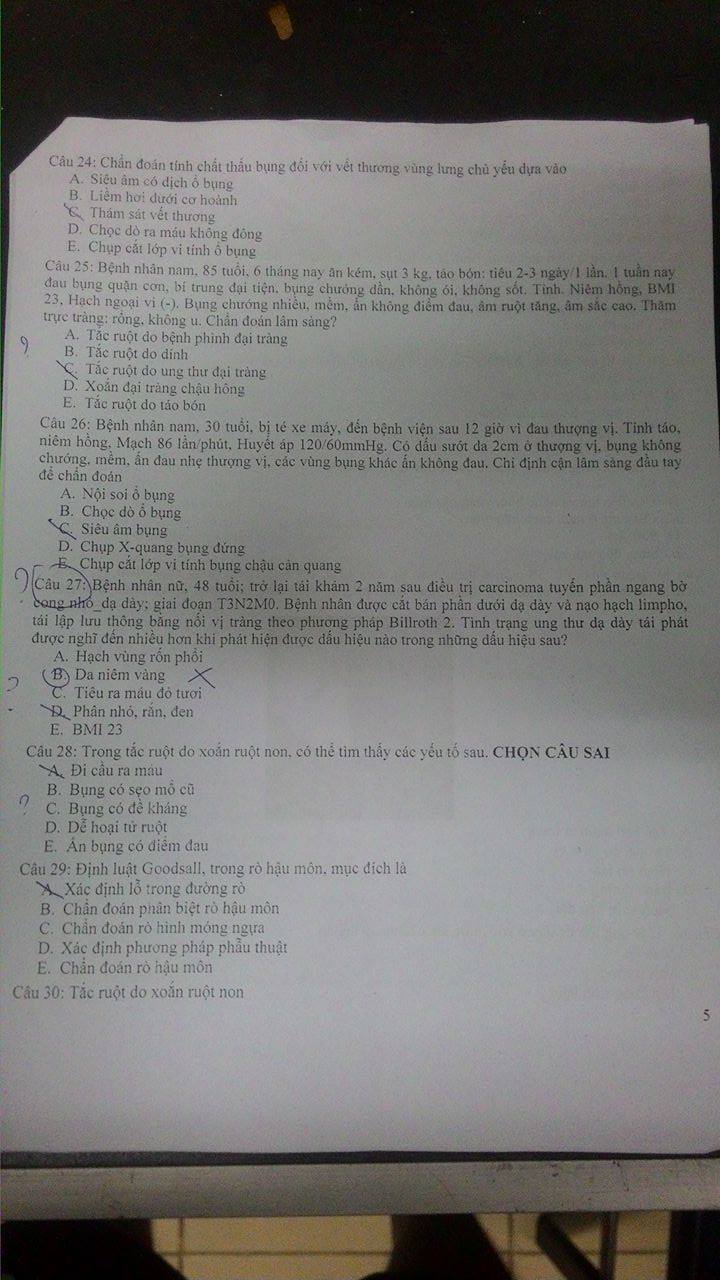 Câu 24: Chẩn đoán tính chất thấu bụng đối với vết thương vùng lưng chủ yếu dựa vào
A. Siêu âm có dịch ổ bụng
B. Liềm hơi dưới cơ hoành
C. Thám sát vết thương
D. Chọc dò ra máu không đông
E. Chụp cắt lớp vi tính ổ bụng
Câu 25: Bệnh nhân nam, 85 tuổi, 6 tháng nay ăn kém, sụt 3 kg, táo bón: tiêu 2-3 ngày/1 lần. 1 tuần nay
đau bụng quặn cơn, bí trung đại tiện, bụng chướng dần, không ói, không sốt. Tỉnh. Niêm hồng, BMI
23, Hạch ngoại vi (-). Bụng chướng nhiều, mềm, ấn không điểm đau, âm ruột tăng, âm sắc cao. Thăm
trực tràng: rỗng, không u. Chẩn đoán lâm sàng?
A. Tắc ruột do bệnh phình đại tràng
B. Tắc ruột do dính
C. Tắc ruột do ung thư đại tràng
D. Xoắn đại tràng chậu hông
E. Tắc ruột do táo bón
Câu 26: Bệnh nhân nam, 30 tuổi, bị té xe máy, đến bệnh viện sau 12 giờ vì đau thượng vị. Tỉnh táo,
niêm hồng, Mạch 86 lần/phút, Huyết áp 120/60mmHg. Có dấu sướt da 2cm ở thượng vị, bụng không
chướng, mềm, ấn đau nhẹ thượng vị, các vùng bụng khác ấn không đau. Chỉ định cận lâm sàng đầu tay
để chẩn đoán
A. Nội soi ổ bụng
B. Chọc dò ổ bụng
C. Siêu âm bụng
D. Chụp X-quang bụng đứng
E. Chụp cắt lớp vi tính bụng chậu cản quang
? Câu 27: Bệnh nhân nữ, 48 tuổi; trở lại tái khám 2 năm sau điều trị carcinoma tuyến phần ngang bờ
cong nhỏ dạ dày; giai đoạn T3N2M0. Bệnh nhân được cắt bán phần dưới dạ dày và nạo hạch limpho,
tái lập lưu thông bằng nối vị tràng theo phương pháp Billroth 2. Tình trạng ung thư dạ dày tái phát
được nghĩ đến nhiều hơn khi phát hiện được dấu hiệu nào trong những dấu hiệu sau?
A. Hạch vùng rốn phổi
B. Da niêm vàng
? C. Tiêu ra máu đỏ tươi
D. Phân nhỏ, rắn, đen
E. BMI 23
Câu 28: Trong tắc ruột do xoắn ruột non, có thể tìm thấy các yếu tố sau. CHỌN CÂU SAI
A. Đi cầu ra máu
B. Bụng có sẹo mổ cũ
? C. Bụng có đề kháng
D. Dễ hoại tử ruột
E. Ấn bụng có điểm đau
Câu 29: Định luật Goodsall, trong rò hậu môn, mục đích là
A. Xác định lỗ trong đường rò
B. Chẩn đoán phân biệt rò hậu môn
C. Chẩn đoán rò hình móng ngựa
D. Xác định phương pháp phẫu thuật
E. Chẩn đoán rò hậu môn
Câu 30: Tắc ruột do xoắn ruột non
5